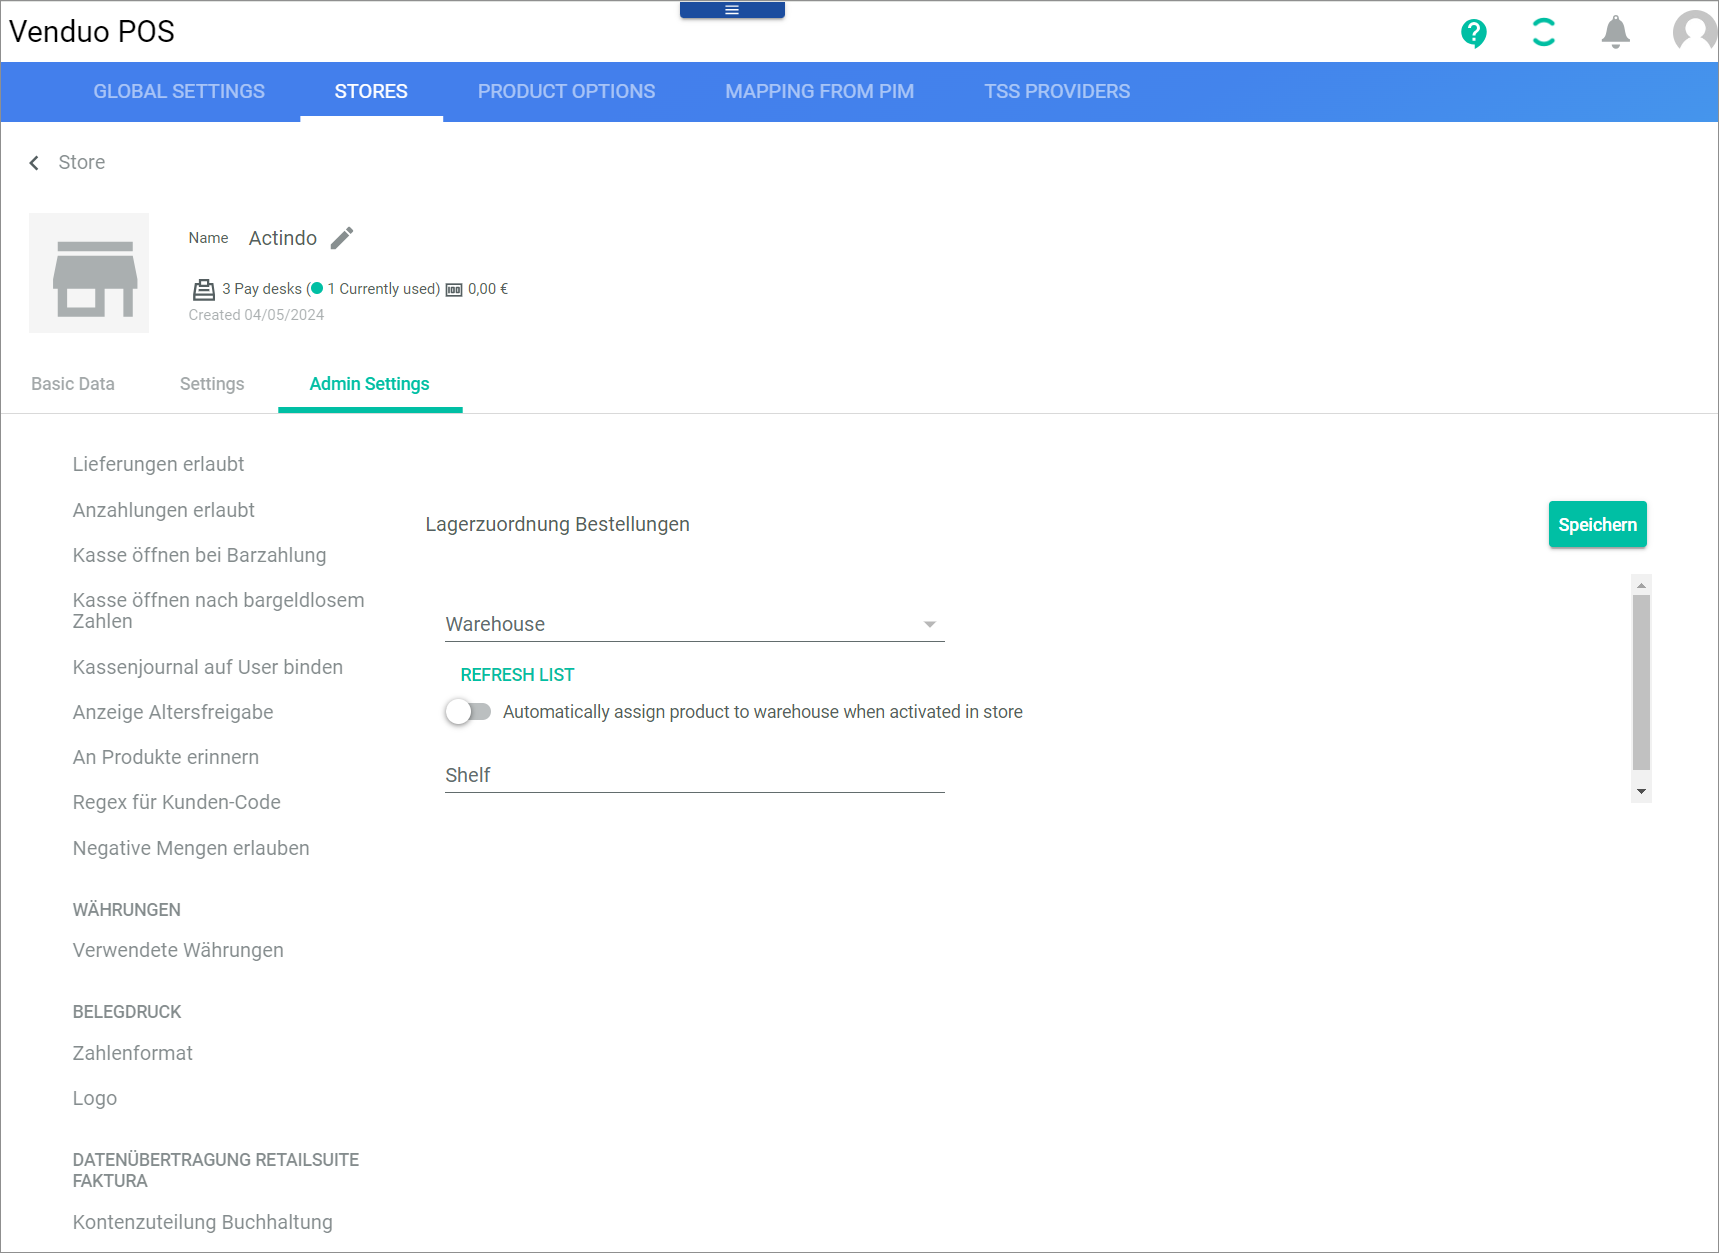 Venduo POS
GLOBAL SETTINGS
STORES
PRODUCT OPTIONS
MAPPING FROM PIM
TSS PROVIDERS
Store
Name Actindo
3 Pay desks (1 Currently used) 0,00 €
Created 04/05/2024
Basic Data
Settings
Admin Settings
Lieferungen erlaubt
Anzahlungen erlaubt
Kasse öffnen bei Barzahlung
Kasse öffnen nach bargeldlosem
Zahlen
Kassenjournal auf User binden
Anzeige Altersfreigabe
An Produkte erinnern
Regex für Kunden-Code
Negative Mengen erlauben
WÄHRUNGEN
Verwendete Währungen
BELEGDRUCK
Zahlenformat
Logo
DATENÜBERTRAGUNG RETAILSUITE
FAKTURA
Kontenzuteilung Buchhaltung
Lagerzuordnung Bestellungen
Speichern
Warehouse
REFRESH LIST
Automatically assign product to warehouse when activated in store
Shelf